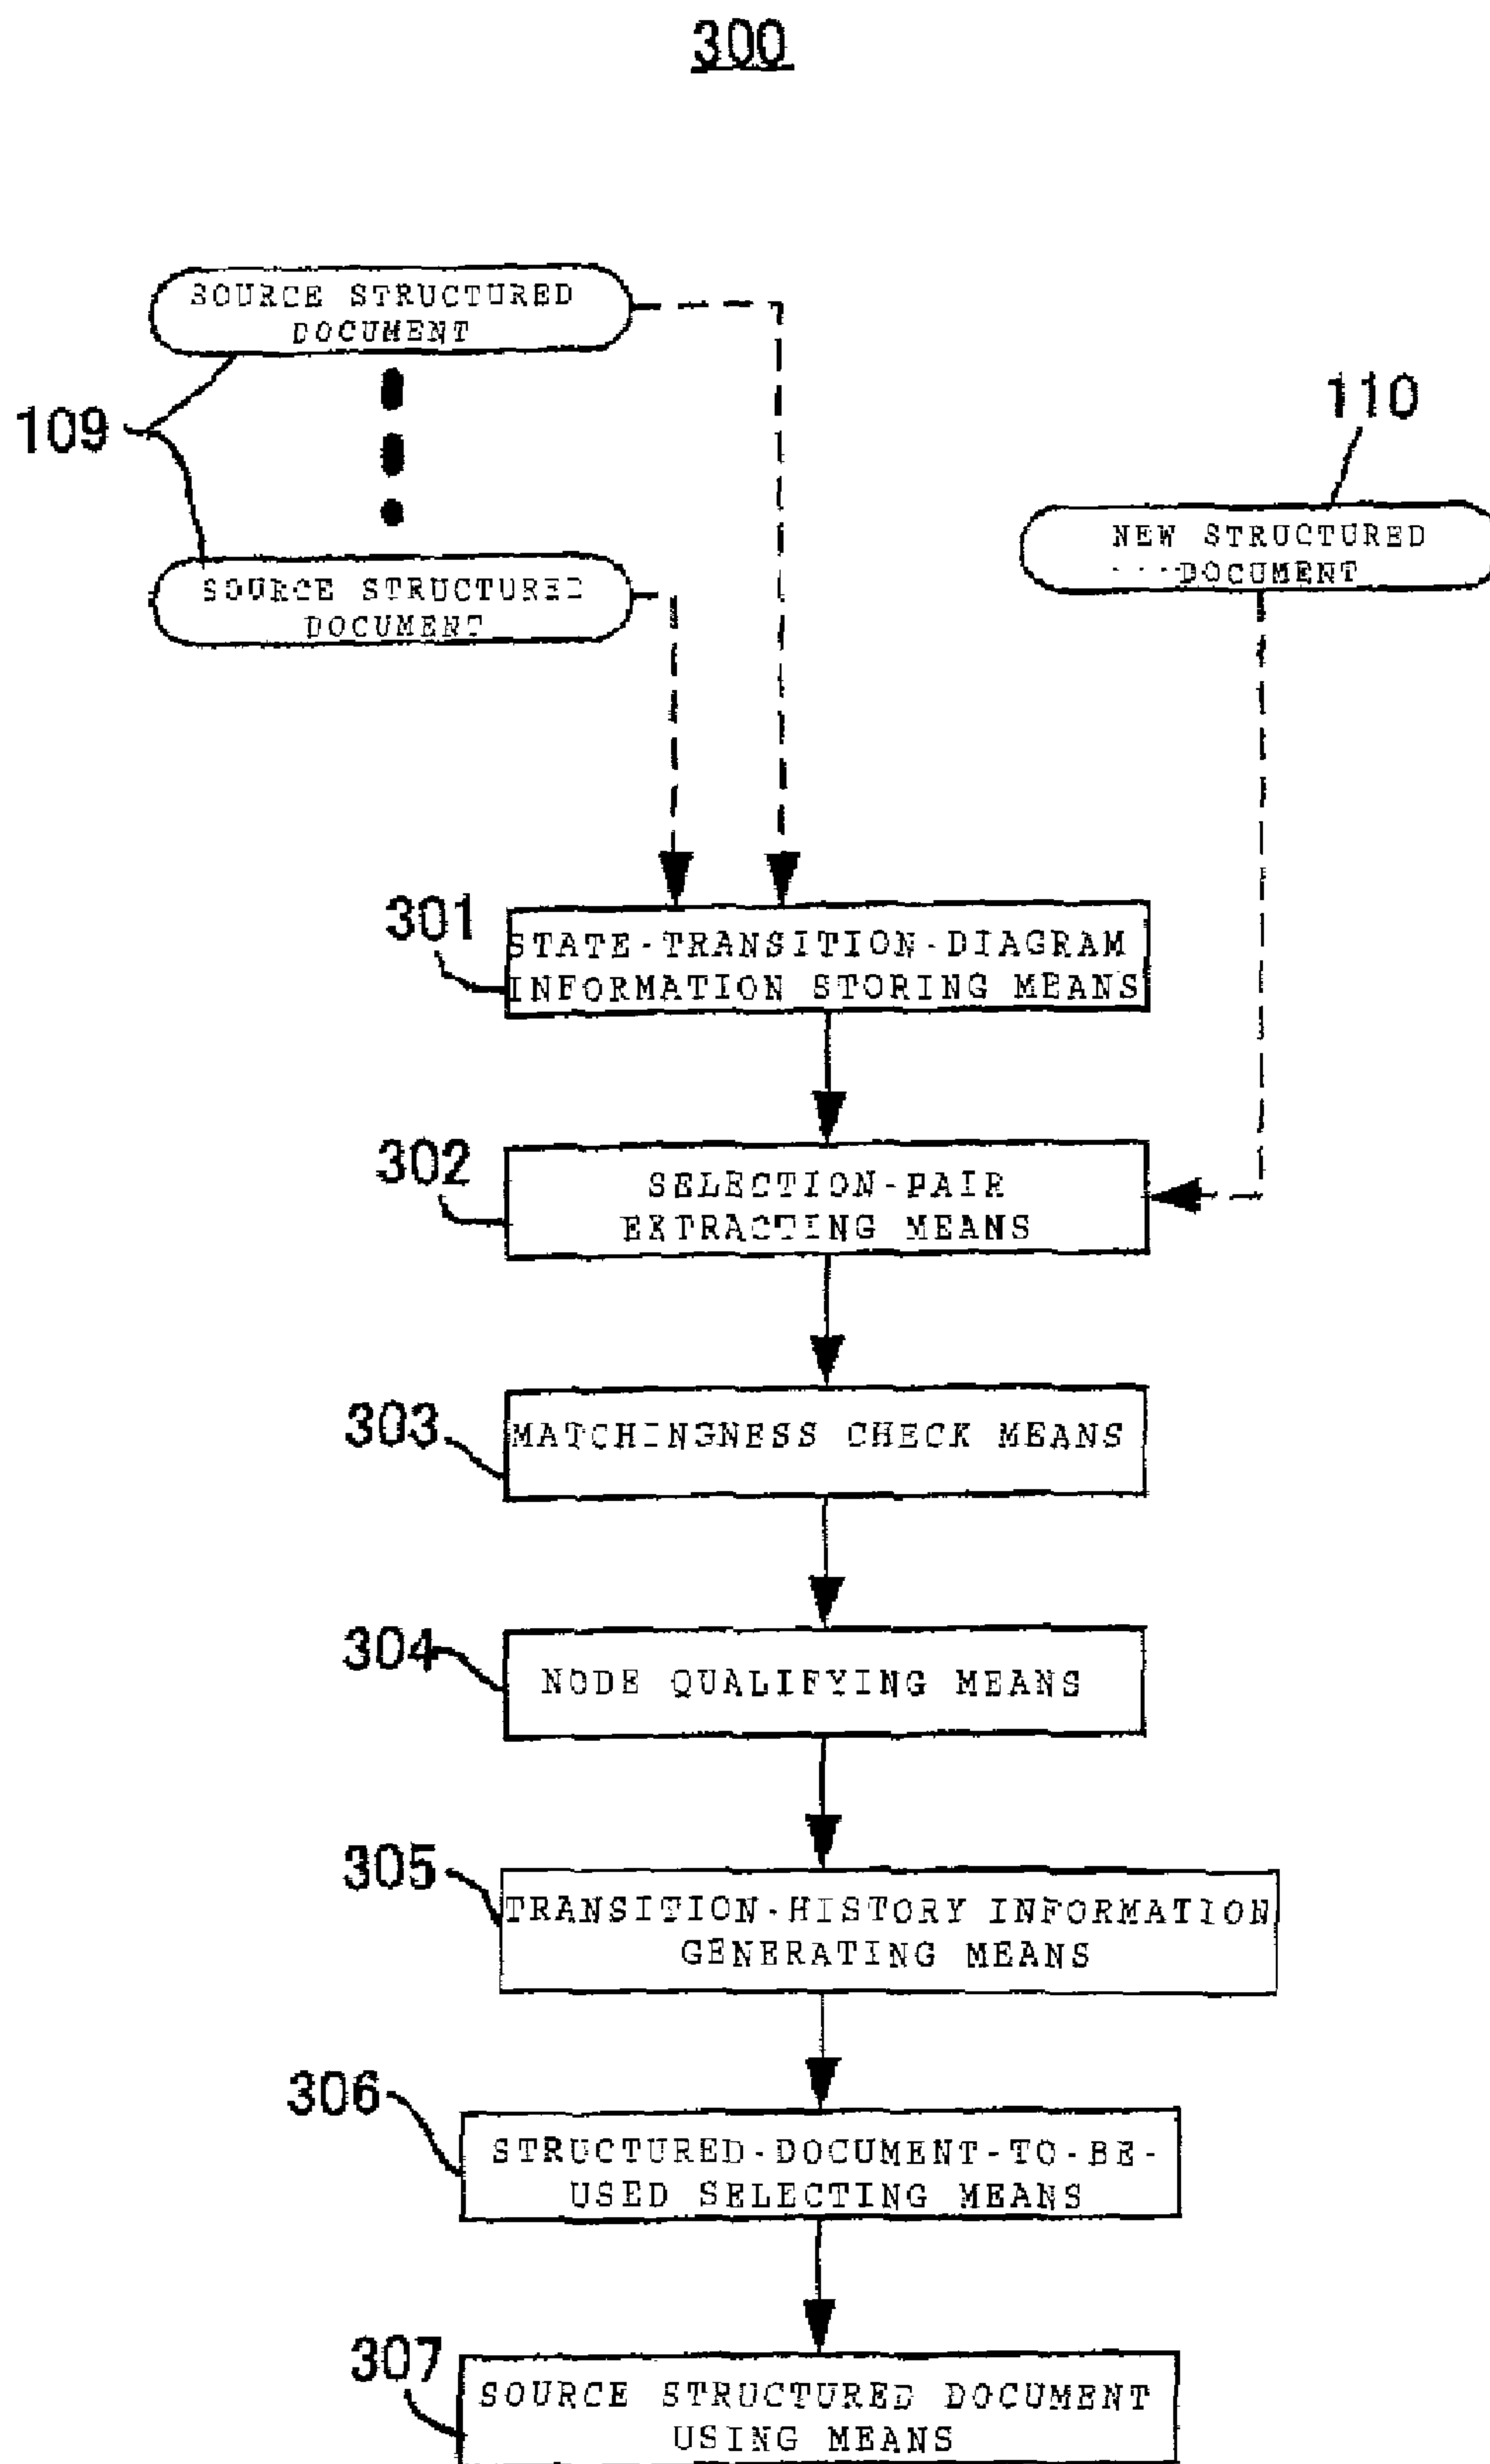 300
SOURCE STRUCTURED
DOCUMENT
109
110
NEW STRUCTURED
DOCUMENT
SOURCE STRUCTURED
DOCUMENT
301
STATE-TRANSITION-DIAGRAM
INFORMATION STORING MEANS
302
SELECTION-PAIR
EXTRACTING MEANS
303
MATCHINGNESS CHECK MEANS
304
NODE QUALIFYING MEANS
305
TRANSITION-HISTORY INFORMATION
GENERATING MEANS
306
STRUCTURED-DOCUMENT-TO-BE-
USED SELECTING MEANS
307
SOURCE STRUCTURED DOCUMENT
USING MEANS